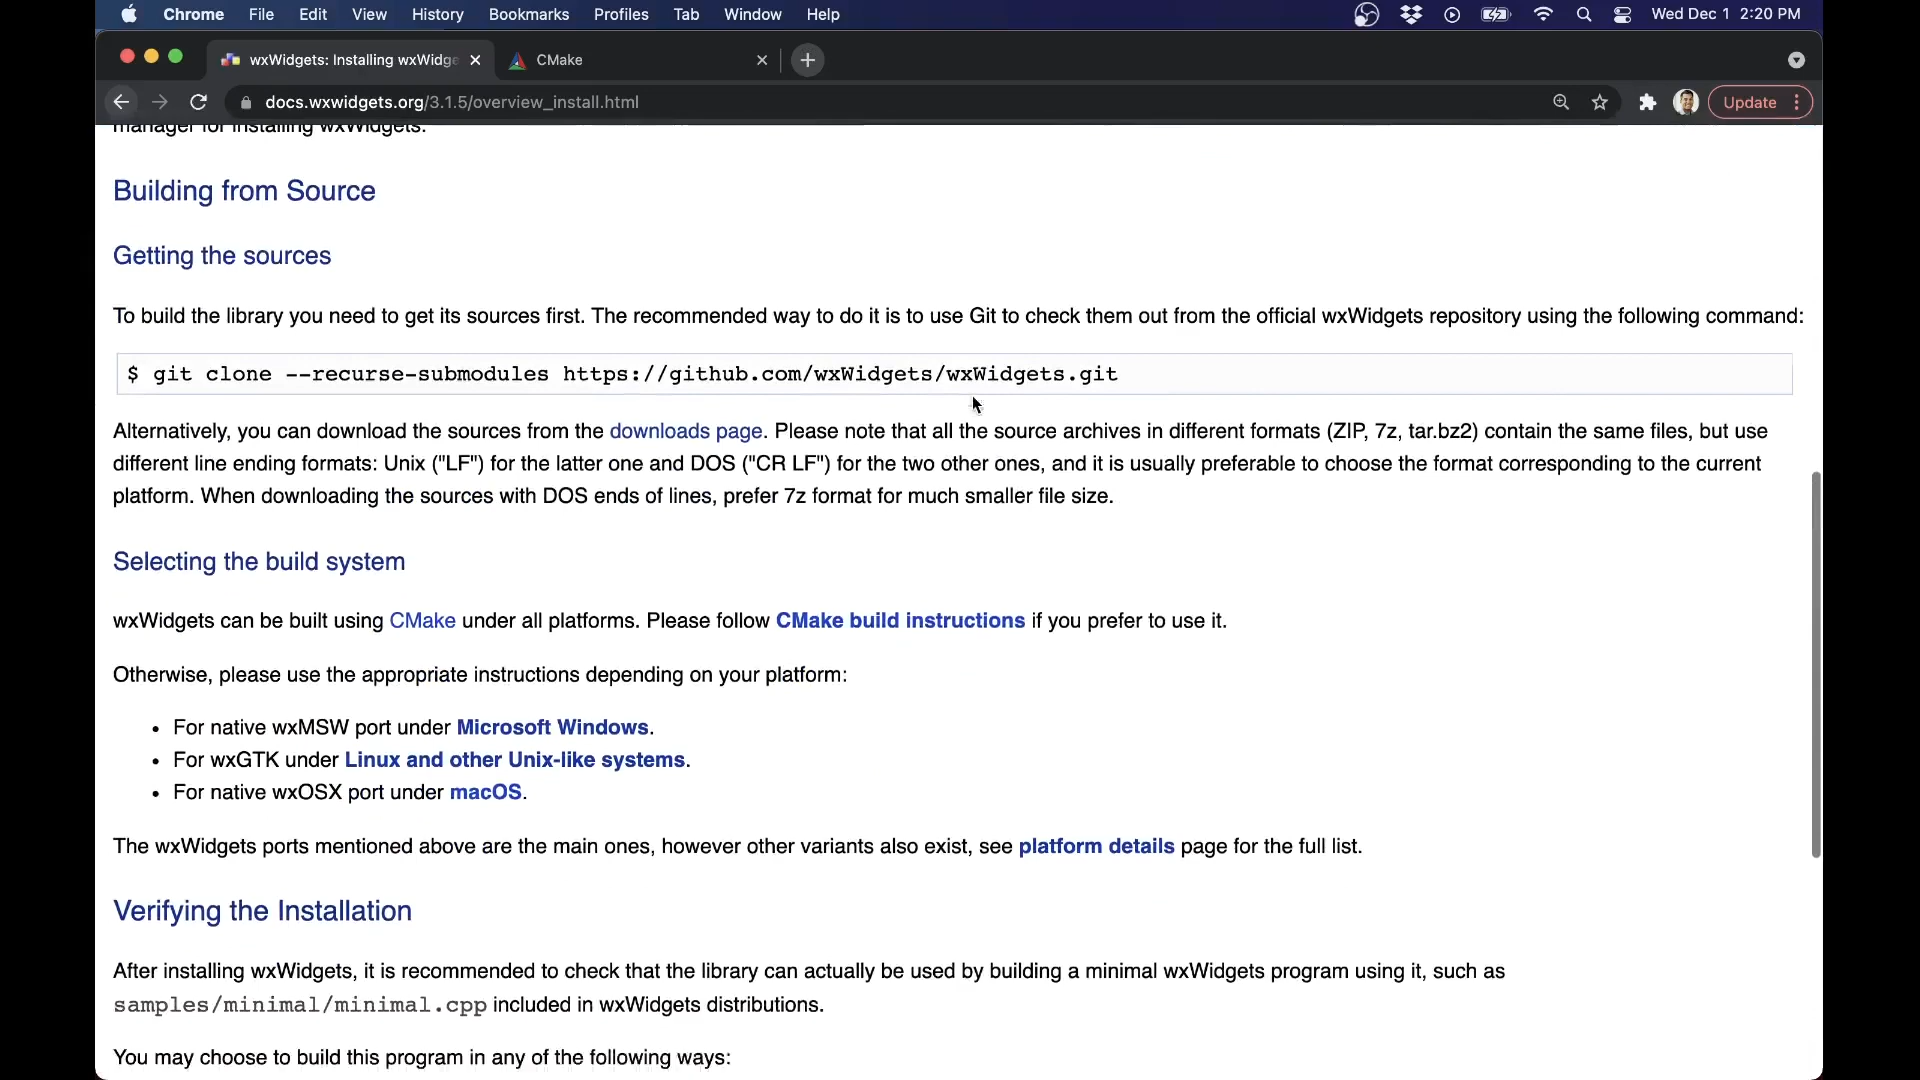 Chrome File Edit View History Bookmarks Profiles Tab Window Help Wed Dec 1 2:20 PM
wxWidgets: Installing wxWidge CMake
docs.wxwidgets.org/3.1.5/overview_install.html Update
manager for installing wxWidgets.
Building from Source
Getting the sources
To build the library you need to get its sources first. The recommended way to do it is to use Git to check them out from the official wxWidgets repository using the following command:
$ git clone --recurse-submodules https://github.com/wxWidgets/wxWidgets.git
Alternatively, you can download the sources from the downloads page. Please note that all the source archives in different formats (ZIP, 7z, tar.bz2) contain the same files, but use
different line ending formats: Unix ("LF") for the latter one and DOS ("CR LF") for the two other ones, and it is usually preferable to choose the format corresponding to the current
platform. When downloading the sources with DOS ends of lines, prefer 7z format for much smaller file size.
Selecting the build system
wxWidgets can be built using CMake under all platforms. Please follow CMake build instructions if you prefer to use it.
Otherwise, please use the appropriate instructions depending on your platform:
• For native wxMSW port under Microsoft Windows.
• For wxGTK under Linux and other Unix-like systems.
• For native wxOSX port under macOS.
The wxWidgets ports mentioned above are the main ones, however other variants also exist, see platform details page for the full list.
Verifying the Installation
After installing wxWidgets, it is recommended to check that the library can actually be used by building a minimal wxWidgets program using it, such as
samples/minimal/minimal.cpp included in wxWidgets distributions.
You may choose to build this program in any of the following ways: